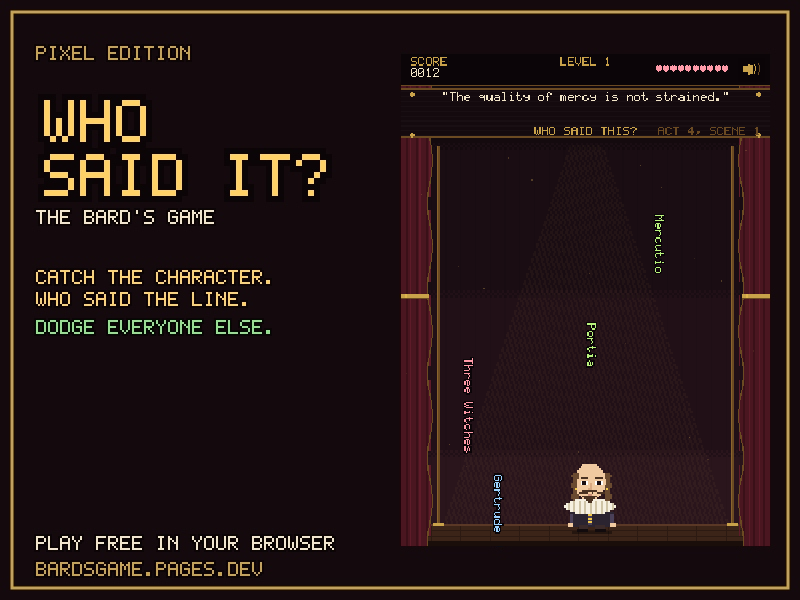 PIXEL EDITION
WHO
SAID IT?
THE BARD'S GAME
CATCH THE CHARACTER.
WHO SAID THE LINE.
DODGE EVERYONE ELSE.
PLAY FREE IN YOUR BROWSER
BARDSGAME.PAGES.DEV
SCORE
0012
LEVEL 1
"The quality of mercy is not strained."
WHO SAID THIS? ACT 4, SCENE 1
Mercutio
Portia
Three Witches
Gertrude